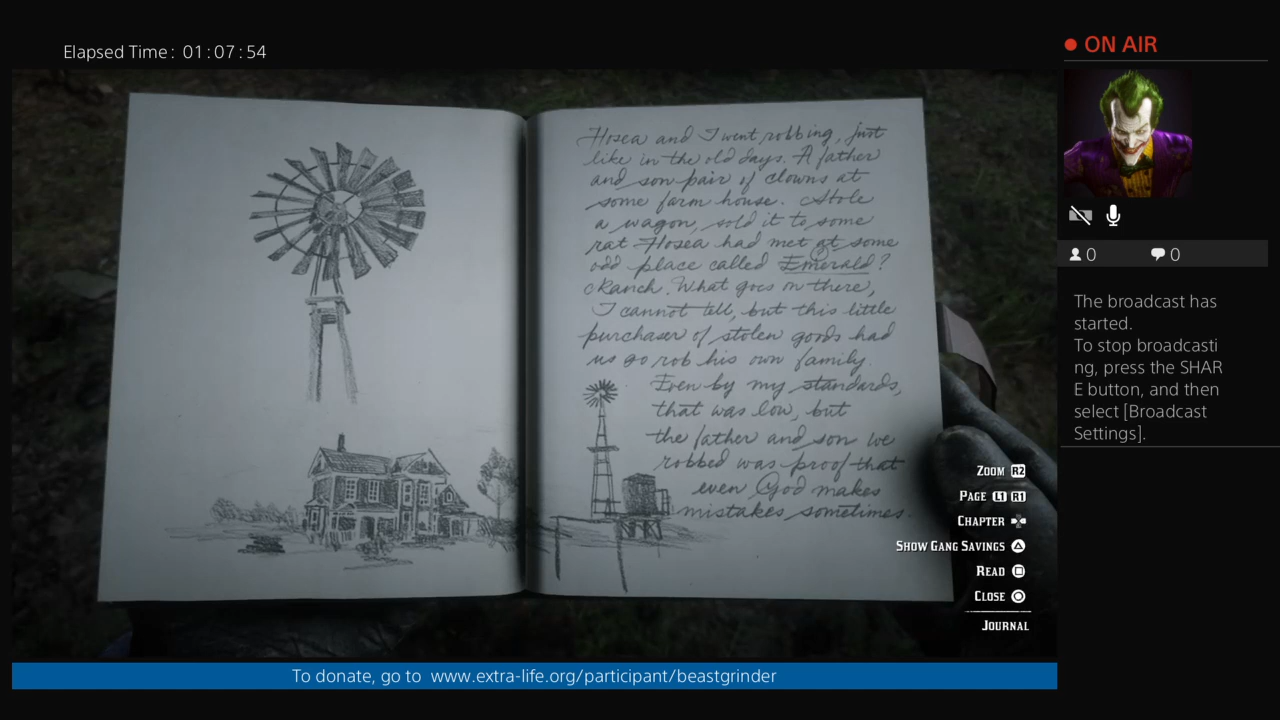 Elapsed Time: 01:07:54
ON AIR
0
0
The broadcast has
started.
To stop broadcasti
ng, press the SHAR
E button, and then
select [Broadcast
Settings].
Hosea and I went robbing, just
like in the old days. A father
and son pair of clowns at
some farm house. Stole
a wagon, sold it to some
rat Hosea had met at some
odd place called Emerald?
Ranch. What goes on there,
I cannot tell, but this little
purchaser of stolen goods had
us go rob his own family.
Even by my standards,
that was low, but
the father and son we
robbed was proof that
even God makes
mistakes sometimes.
ZOOM R2
PAGE L1 R1
CHAPTER
SHOW GANG SAVINGS
READ
CLOSE
JOURNAL
To donate, go to www.extra-life.org/participant/beastgrinder